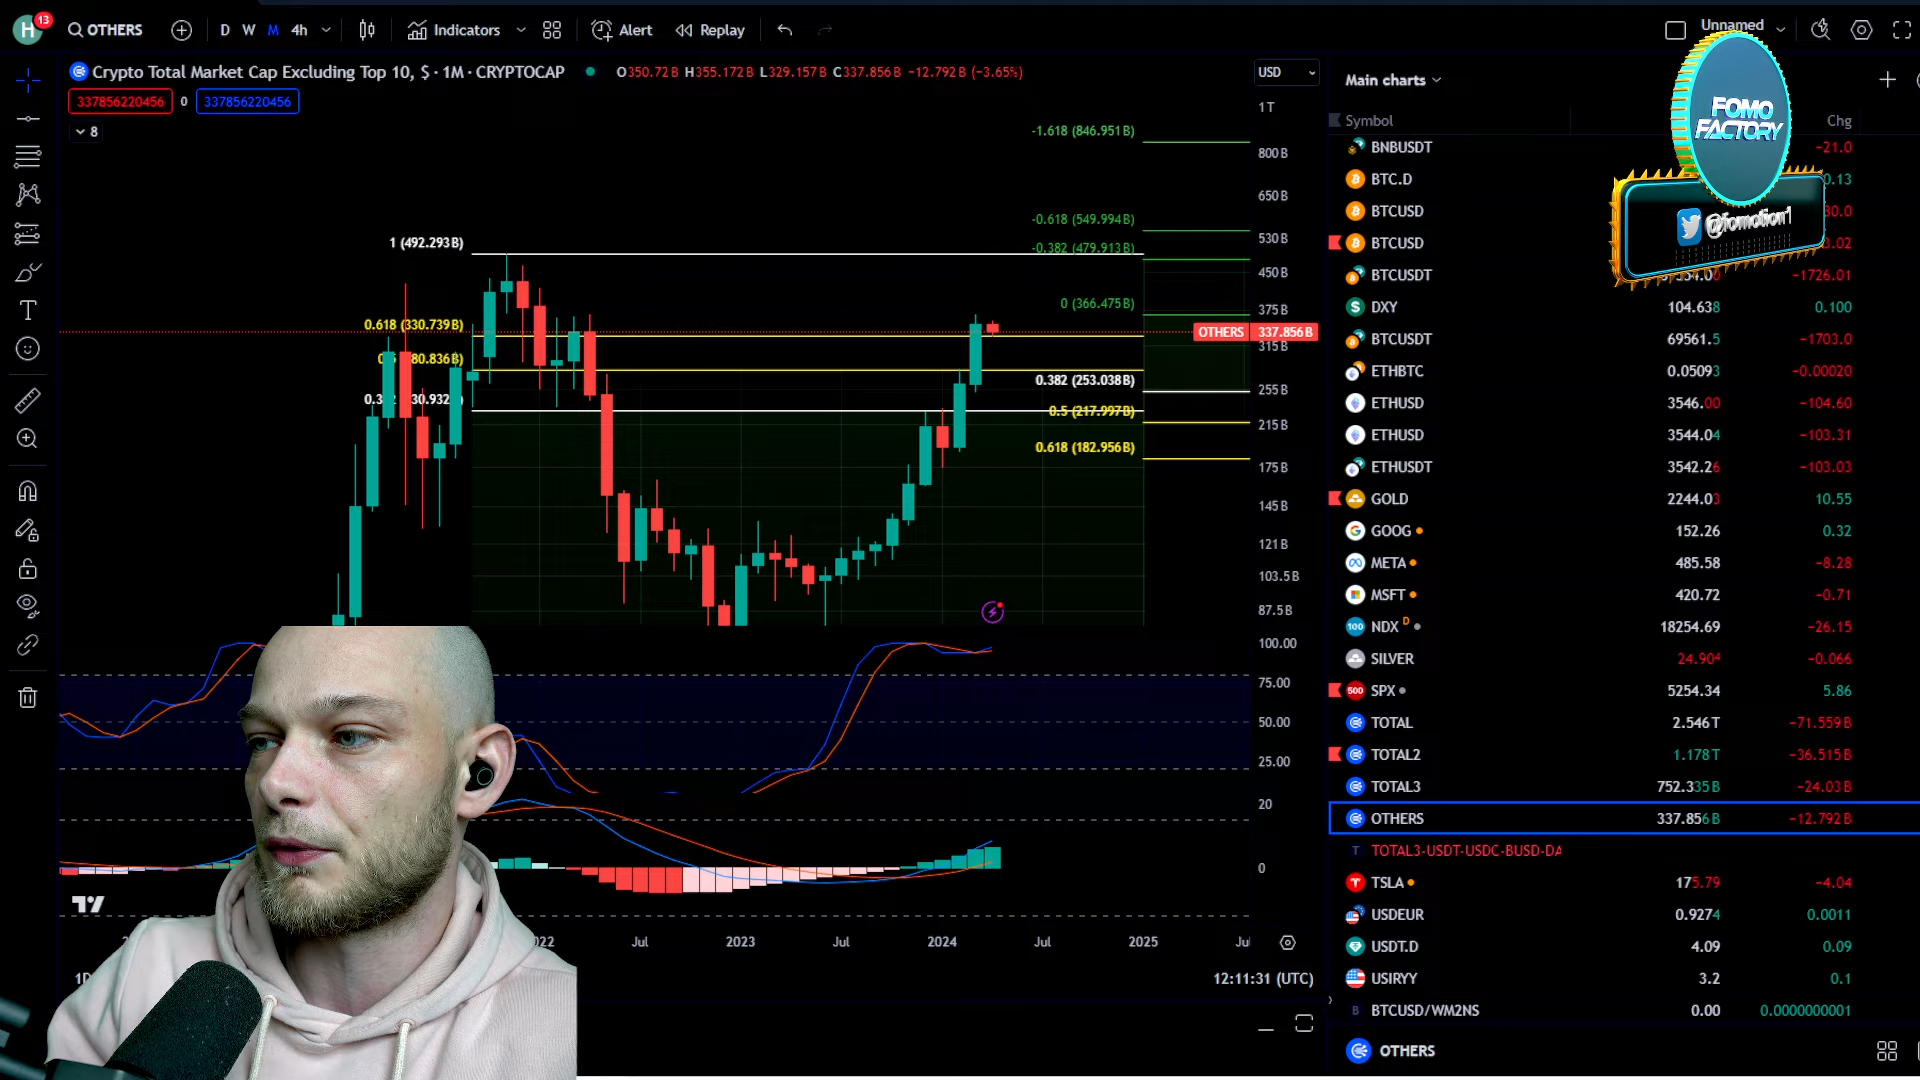 H 13 OTHERS D W M 4h Indicators Alert Replay Unnamed
Crypto Total Market Cap Excluding Top 10, $ · 1M · CRYPTOCAP O350.72B H355.172B L329.157B C337.856B −12.792B (−3.65%) USD
337856220456 0 337856220456
8
-1.618 (846.951B)
-0.618 (549.994B)
-0.382 (479.913B)
1 (492.293B)
0 (366.475B)
0.618 (330.739B)
0.382 (253.038B)
0.5 (217.997B)
0.618 (182.956B)
OTHERS 337.856B
1T
800B
650B
530B
450B
375B
315B
255B
215B
175B
145B
121B
103.5B
87.5B
100.00
75.00
50.00
25.00
20
0
Jul 2023 Jul 2024 Jul 2025
12:11:31 (UTC)
Main charts
Symbol Chg
FOMO
FACTORY
@fomotion1
BNBUSDT −21.0
BTC.D 0.13
BTCUSD
BTCUSD
BTCUSDT −1726.01
DXY 104.638 0.100
BTCUSDT 69561.5 −1703.0
ETHBTC 0.05093 −0.00020
ETHUSD 3546.00 −104.60
ETHUSD 3544.04 −103.31
ETHUSDT 3542.26 −103.03
GOLD 2244.03 10.55
GOOG 152.26 0.32
META 485.58 −8.28
MSFT 420.72 −0.71
100 NDX D 18254.69 −26.15
SILVER 24.904 −0.066
500 SPX 5254.34 5.86
TOTAL 2.546T −71.559B
TOTAL2 1.178T −36.515B
TOTAL3 752.335B −24.03B
OTHERS 337.856B −12.792B
T TOTAL3-USDT-USDC-BUSD-DA
TSLA 175.79 −4.04
USDEUR 0.9274 0.0011
USDT.D 4.09 0.09
USIRYY 3.2 0.1
B BTCUSD/WM2NS 0.00 0.0000000001
OTHERS